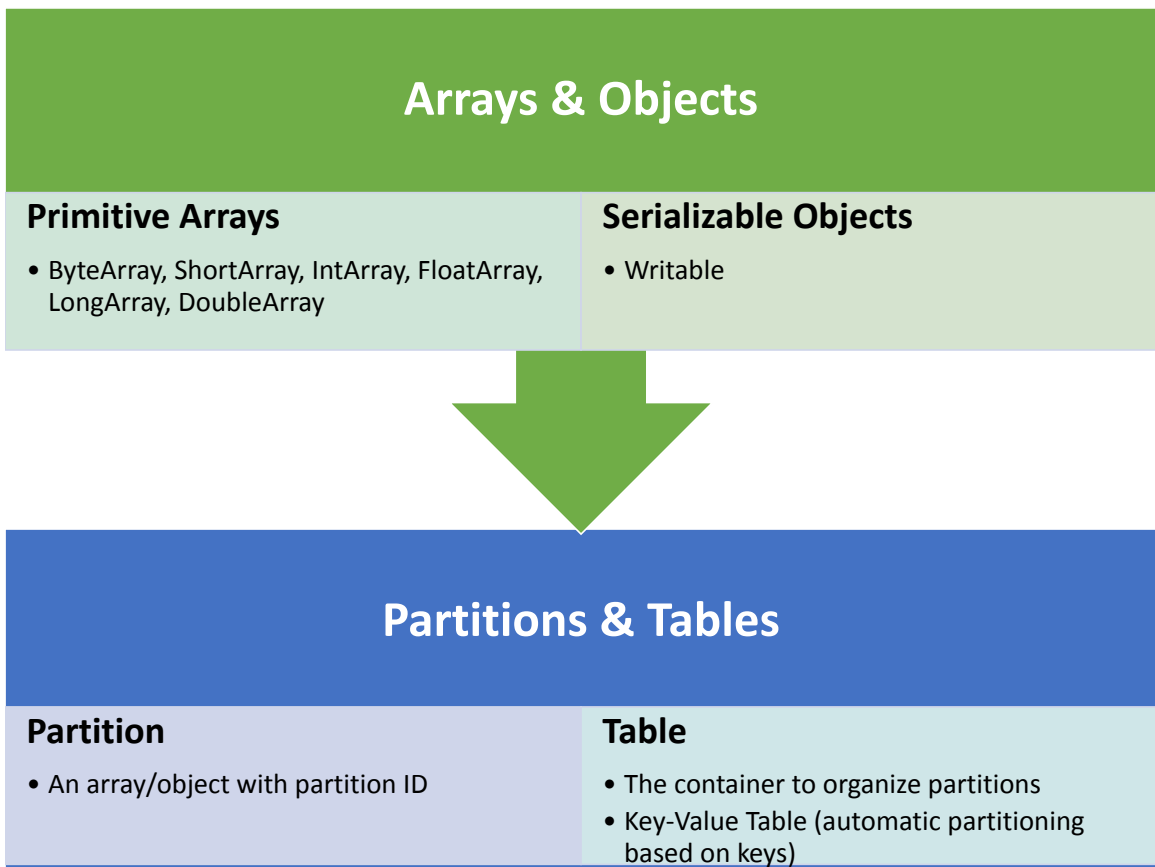 Arrays & Objects
Primitive Arrays
• ByteArray, ShortArray, IntArray, FloatArray,
LongArray, DoubleArray
Serializable Objects
• Writable
Partitions & Tables
Partition
• An array/object with partition ID
Table
• The container to organize partitions
• Key-Value Table (automatic partitioning
based on keys)